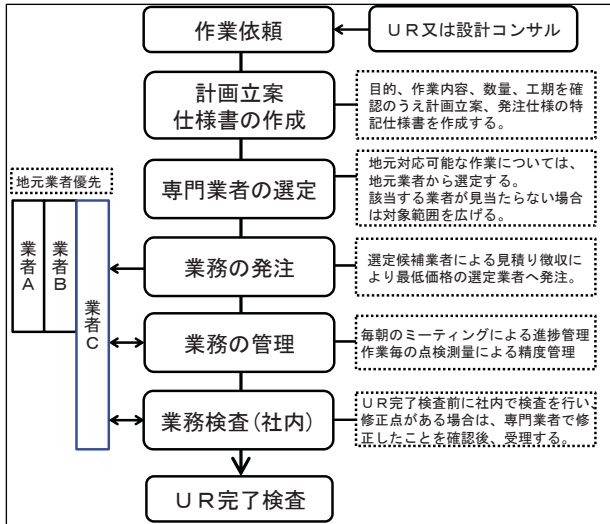 作業依頼
UR又は設計コンサル
計画立案
仕様書の作成
目的、作業内容、数量、工期を確
認のうえ計画立案、発注仕様の特
記仕様書を作成する。
地元業者優先
専門業者の選定
地元対応可能な作業については、
地元業者から選定する。
該当する業者が見当たらない場合
は対象範囲を広げる。
業者A
業者B
業者C
業務の発注
選定候補業者による見積り徴収に
より最低価格の選定業者へ発注。
業務の管理
毎朝のミーティングによる進捗管理
作業毎の点検測量による精度管理
業務検査(社内)
UR完了検査前に社内で検査を行い、
修正点がある場合は、専門業者で修
正したことを確認後、受理する。
UR完了検査